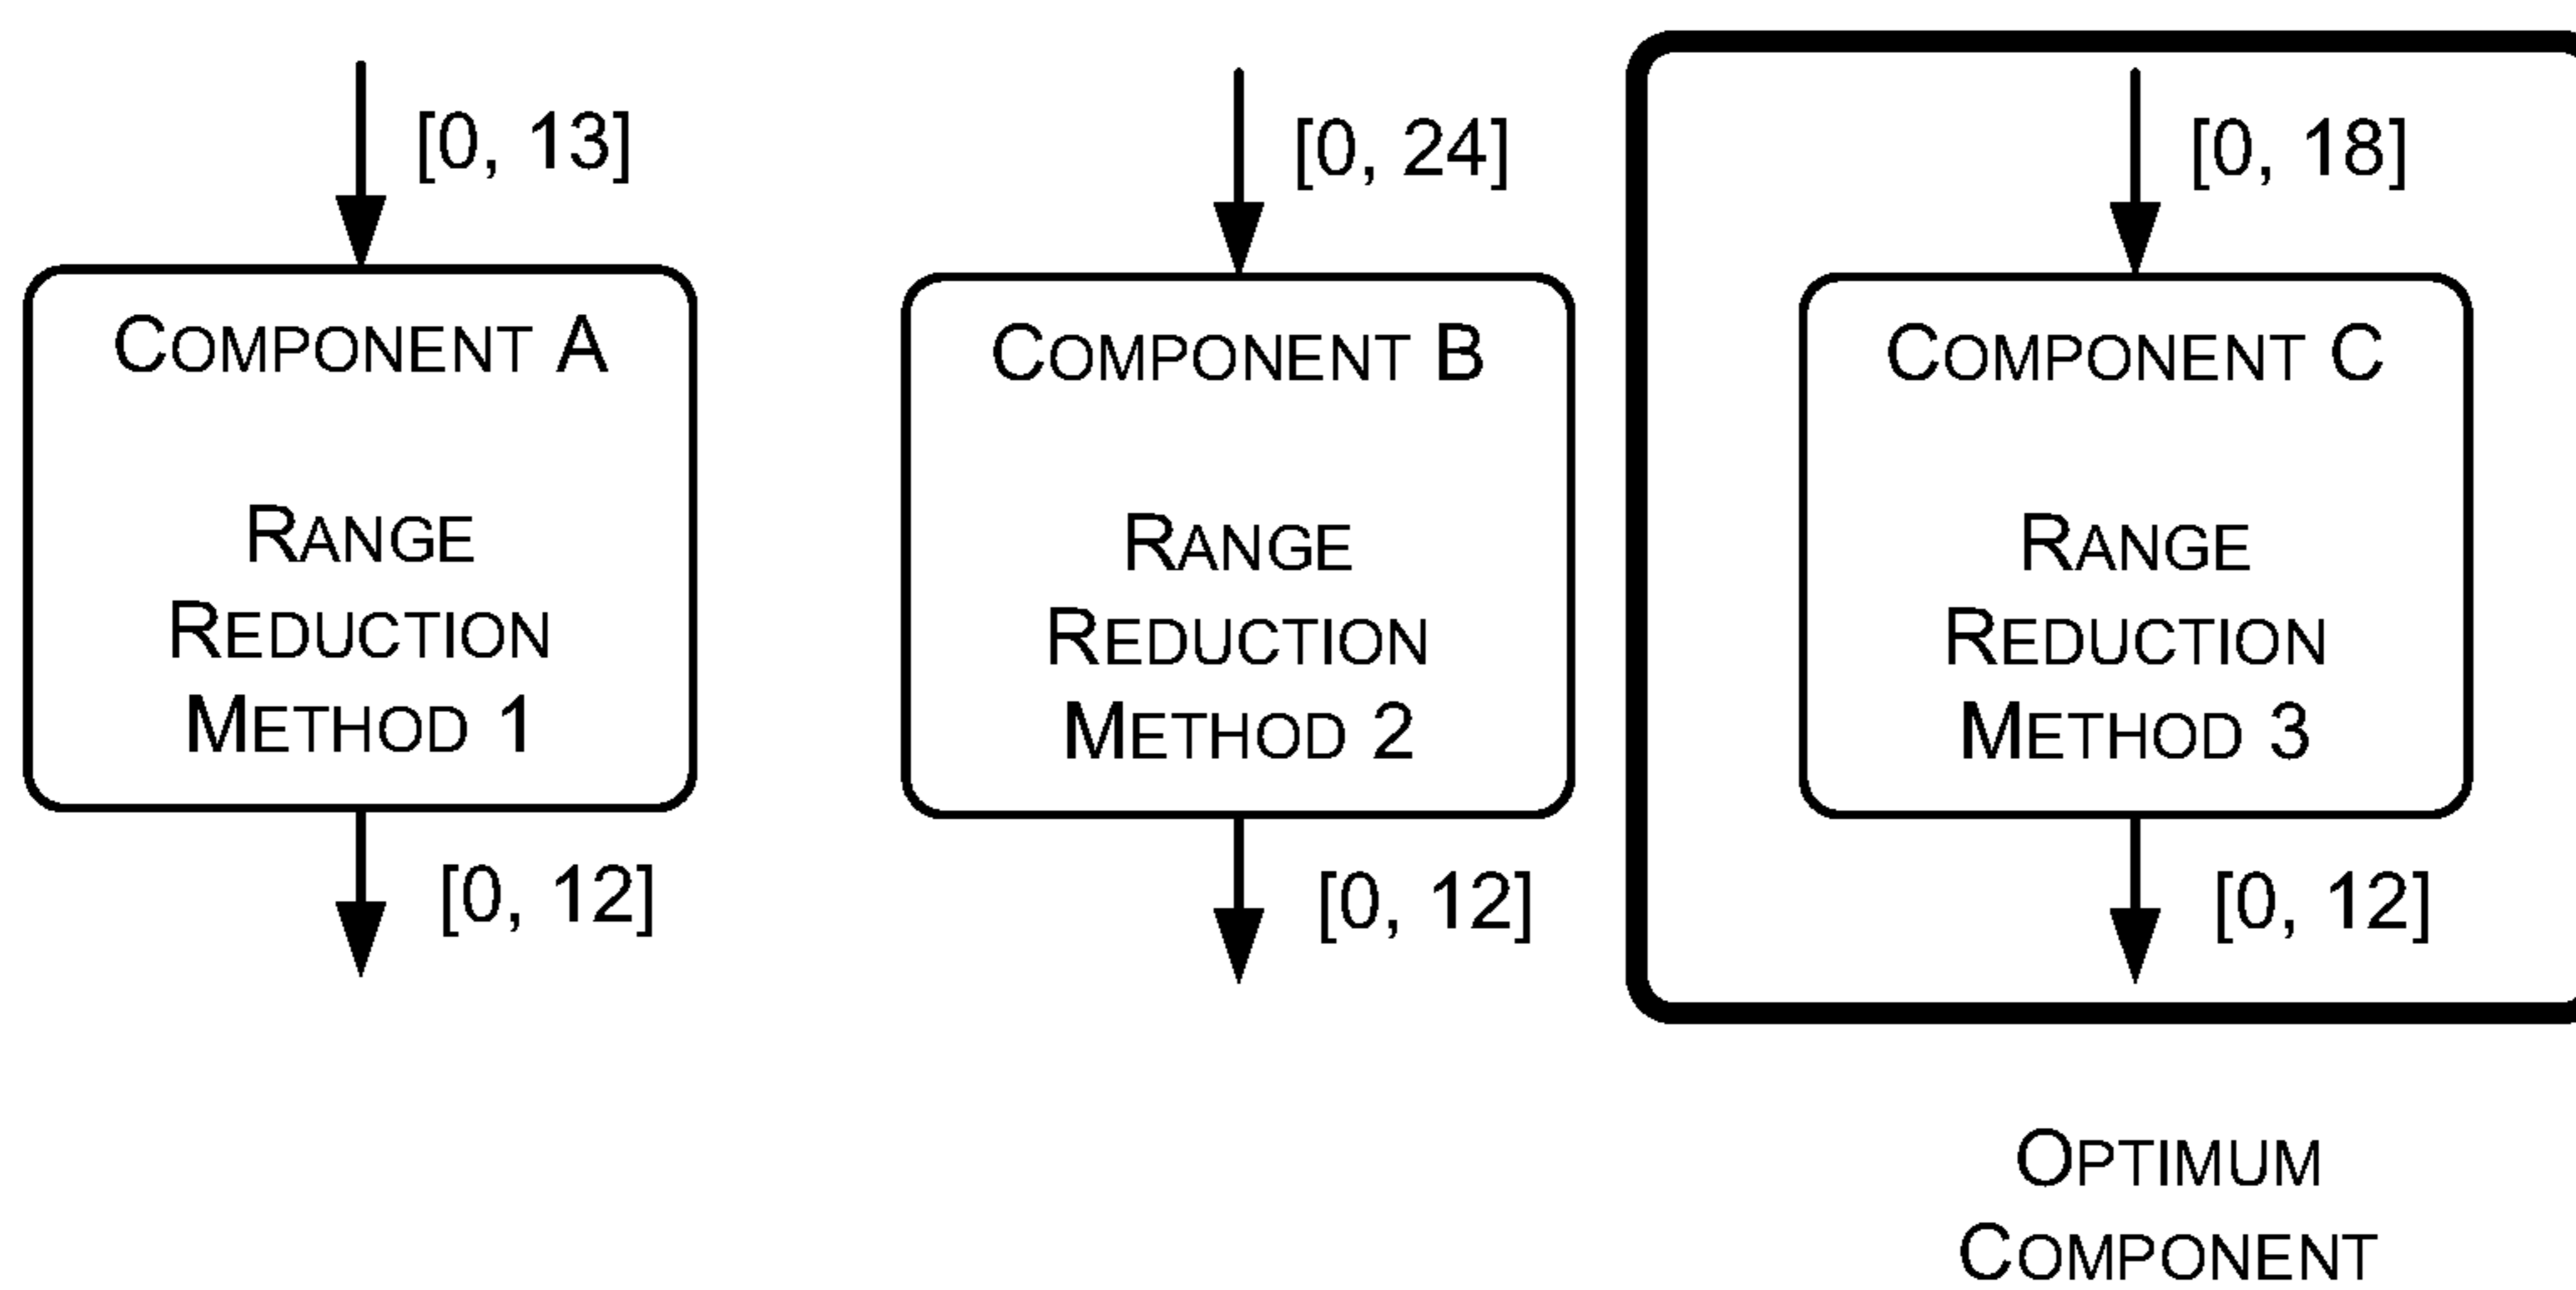 [0, 13]
COMPONENT A
RANGE
REDUCTION
METHOD 1
[0, 12]
[0, 24]
COMPONENT B
RANGE
REDUCTION
METHOD 2
[0, 12]
[0, 18]
COMPONENT C
RANGE
REDUCTION
METHOD 3
[0, 12]
OPTIMUM
COMPONENT